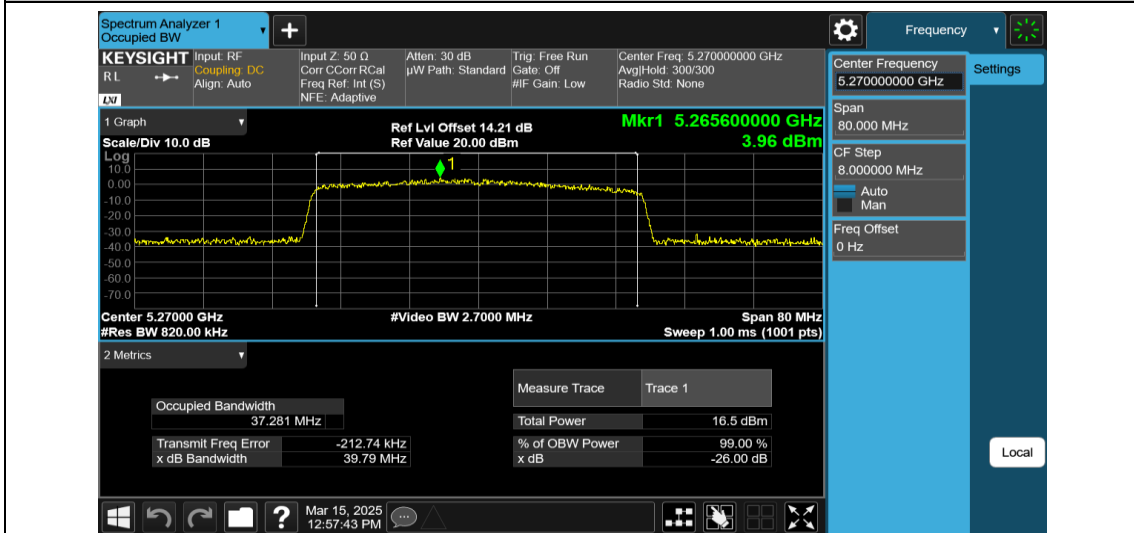 Spectrum Analyzer 1
Occupied BW
Frequency
KEYSIGHT
R L
LXI
Input: RF
Coupling: DC
Align: Auto
Input Z: 50 Ω
Corr CCorr RCal
Freq Ref: Int (S)
NFE: Adaptive
Atten: 30 dB
µW Path: Standard
Trig: Free Run
Gate: Off
#IF Gain: Low
Center Freq: 5.270000000 GHz
Avg|Hold: 300/300
Radio Std: None
Center Frequency
5.270000000 GHz
Settings
Span
80.000 MHz
CF Step
8.000000 MHz
Auto
Man
Freq Offset
0 Hz
1 Graph
Scale/Div 10.0 dB
Ref Lvl Offset 14.21 dB
Ref Value 20.00 dBm
Mkr1 5.265600000 GHz
3.96 dBm
Log
10.0
0.00
-10.0
-20.0
-30.0
-40.0
-50.0
-60.0
-70.0
1
Center 5.27000 GHz
#Res BW 820.00 kHz
#Video BW 2.7000 MHz
Span 80 MHz
Sweep 1.00 ms (1001 pts)
2 Metrics
Measure Trace Trace 1
Occupied Bandwidth
37.281 MHz
Total Power 16.5 dBm
Transmit Freq Error -212.74 kHz
% of OBW Power 99.00 %
x dB Bandwidth 39.79 MHz
x dB -26.00 dB
Local
Mar 15, 2025
12:57:43 PM